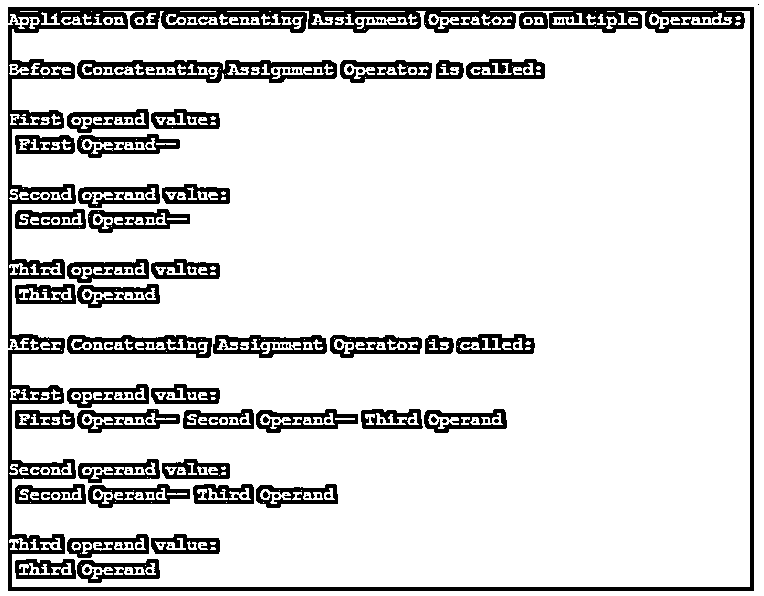 Application of Concatenating Assignment Operator on multiple Operands:
Before Concatenating Assignment Operator is called:
First operand value:
First Operand--
Second operand value:
Second Operand--
Third operand value:
Third Operand
After Concatenating Assignment Operator is called:
First operand value:
First Operand-- Second Operand-- Third Operand
Second operand value:
Second Operand-- Third Operand
Third operand value:
Third Operand